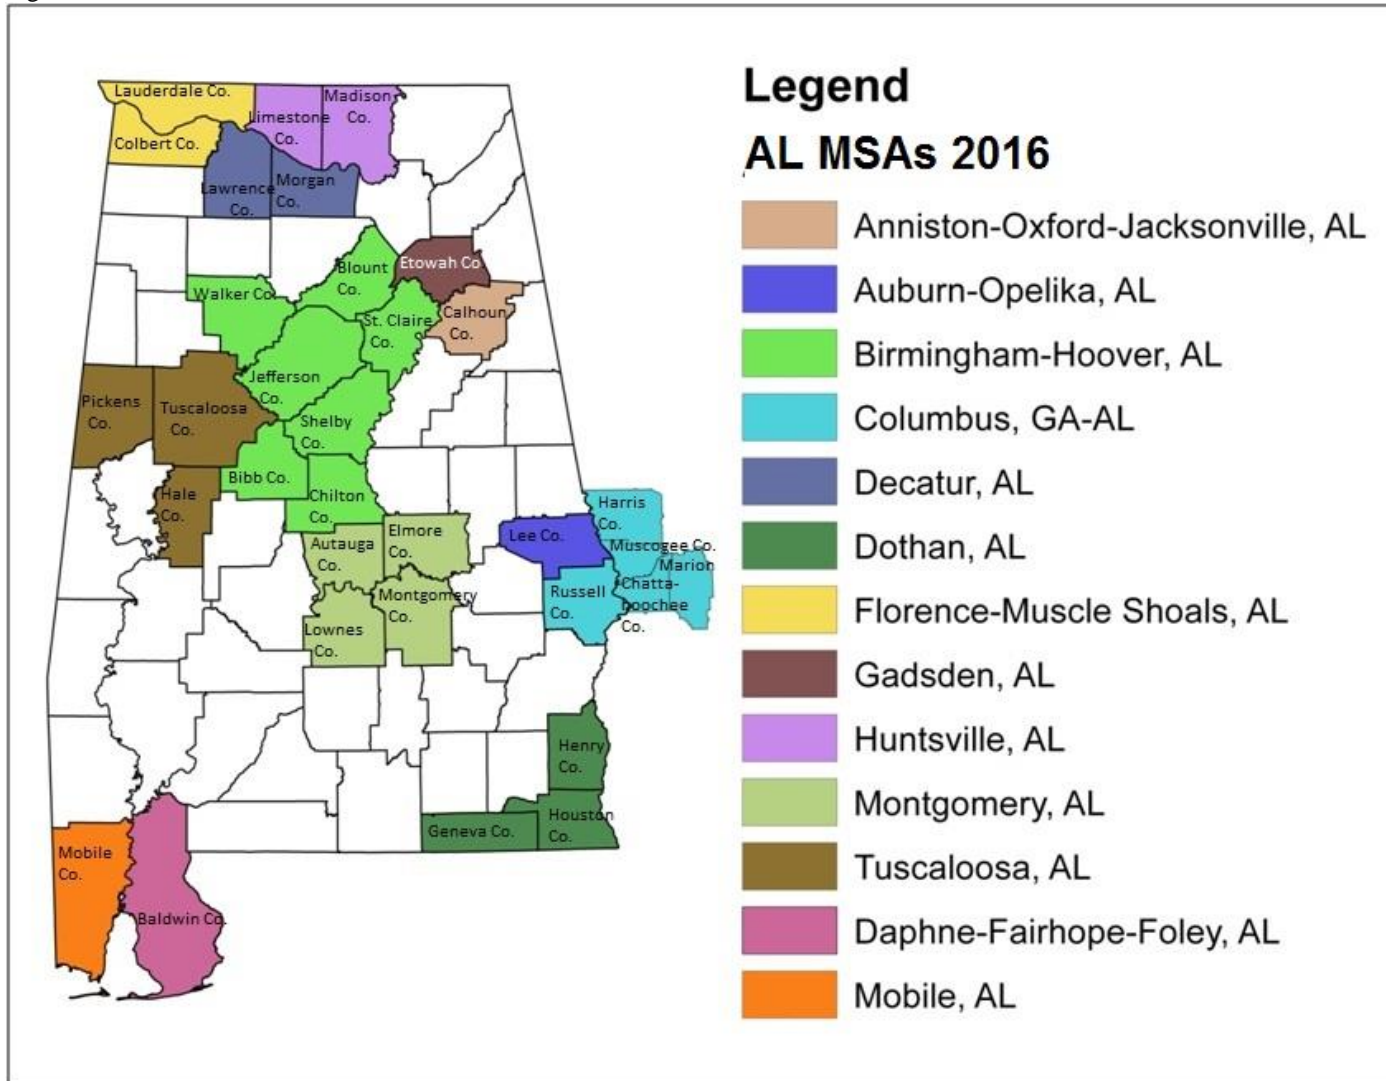 Lauderdale Co.
Colbert Co.
Limestone
Co.
Madison
Co.
Lawrence
Co.
Morgan
Co.
Blount
Co.
Etowah Co
Walker Co.
St. Claire
Co.
Calhoun
Co.
Jefferson
Co.
Pickens
Co.
Tuscaloosa
Co.
Shelby
Co.
Bibb Co.
Hale
Co.
Chilton
Co.
Autauga
Co.
Elmore
Co.
Lee Co.
Harris
Co.
Muscogee Co.
Marion
Chatta-
hoochee
Co.
Russell
Co.
Montgomery
Co.
Lownes
Co.
Henry
Co.
Houston
Co.
Geneva Co.
Mobile
Co.
Baldwin Co.
Legend
AL MSAs 2016
Anniston-Oxford-Jacksonville, AL
Auburn-Opelika, AL
Birmingham-Hoover, AL
Columbus, GA-AL
Decatur, AL
Dothan, AL
Florence-Muscle Shoals, AL
Gadsden, AL
Huntsville, AL
Montgomery, AL
Tuscaloosa, AL
Daphne-Fairhope-Foley, AL
Mobile, AL